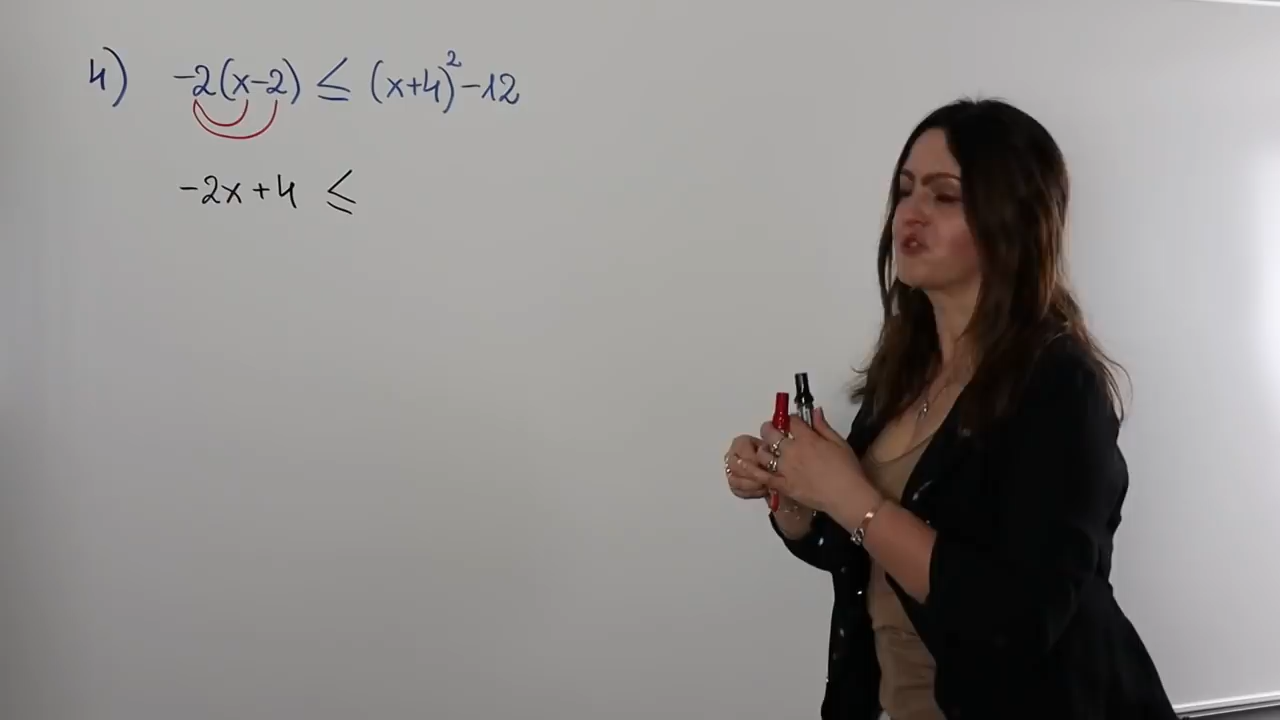 4) -2(x-2) ≤ (x+4)² -12
-2x+4 ≤